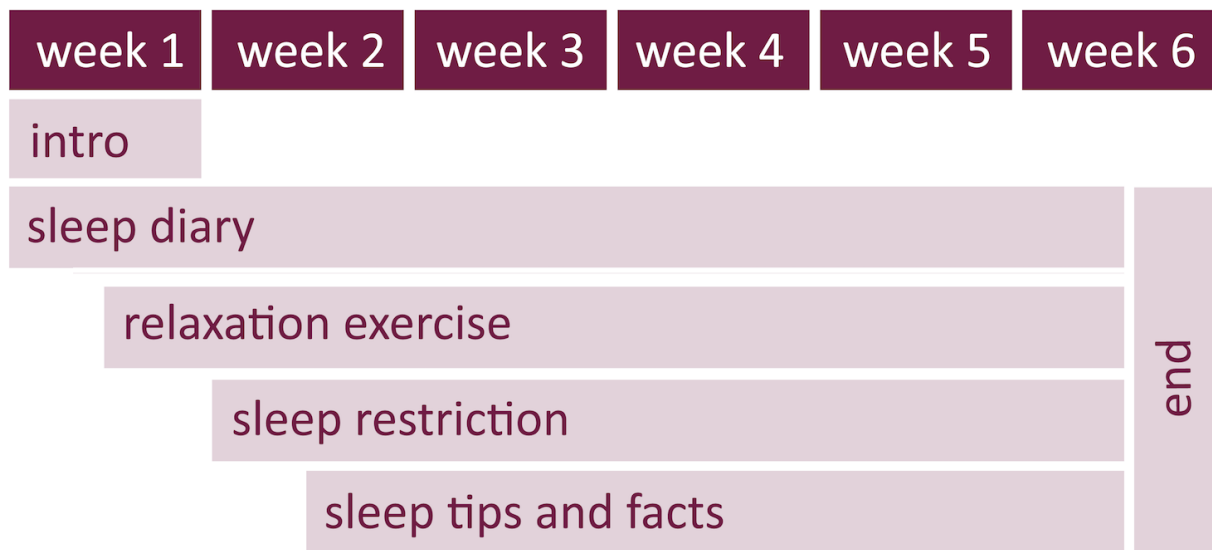 week 1 week 2 week 3 week 4 week 5 week 6
intro
sleep diary
relaxation exercise
sleep restriction
sleep tips and facts
end